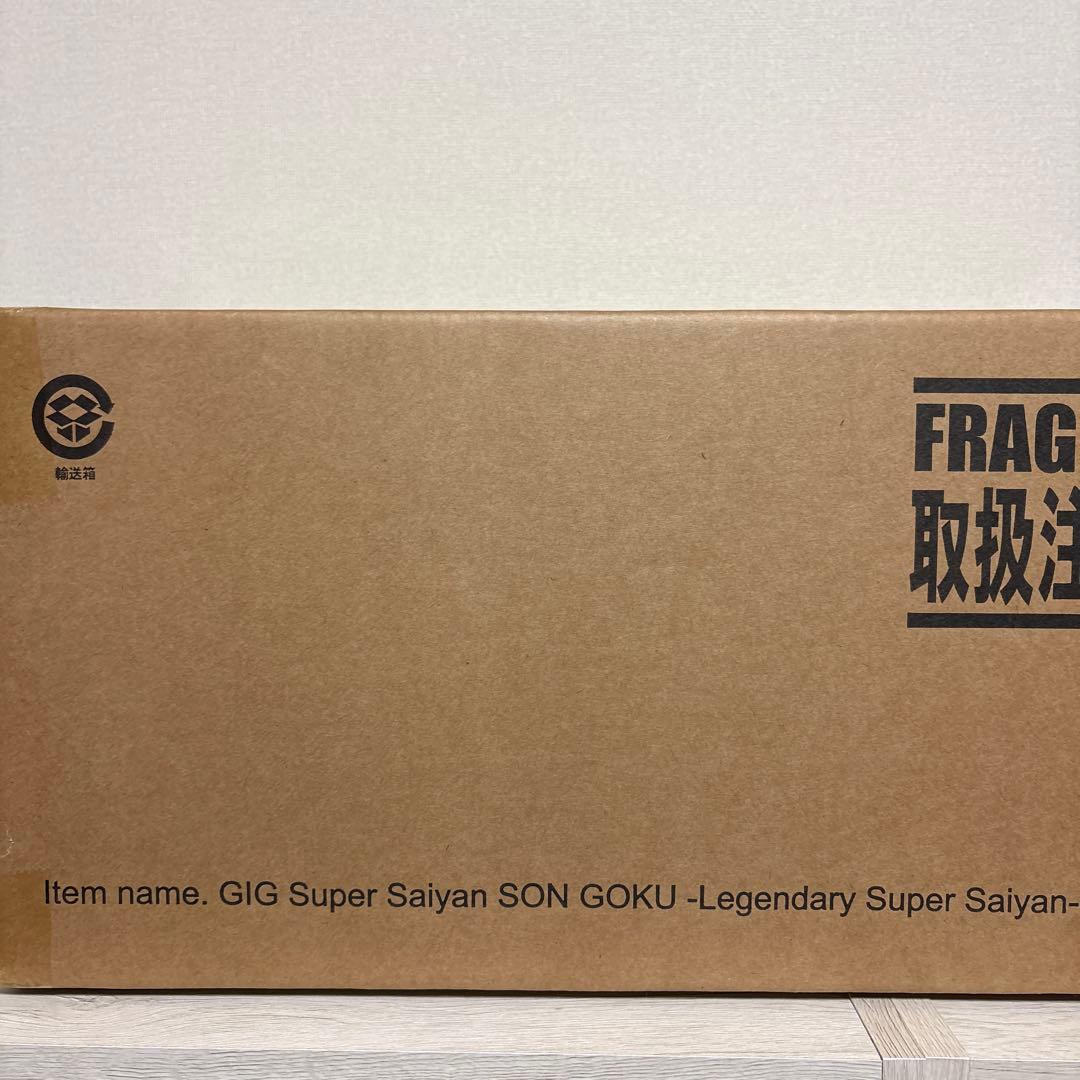 輸送箱
FRAG
取扱注
Item name. GIG Super Saiyan SON GOKU -Legendary Super Saiyan-